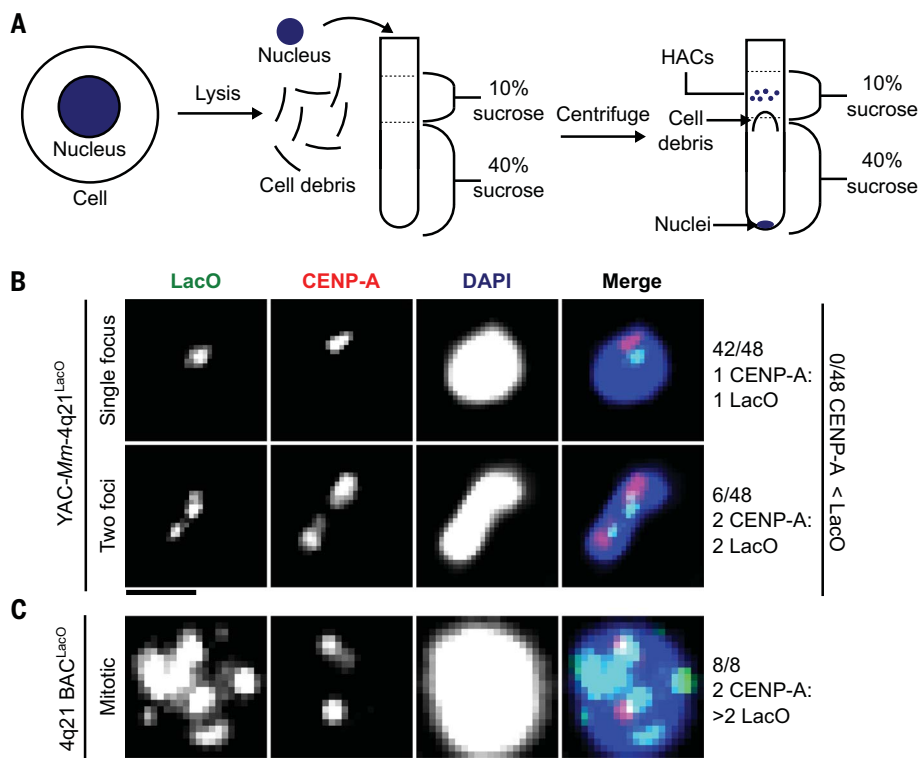 A
Cell
Nucleus
Lysis
Nucleus
Cell debris
10%
sucrose
40%
sucrose
Centrifuge
HACs
Cell
debris
Nuclei
10%
sucrose
40%
sucrose
B
LacO
CENP-A
DAPI
Merge
YAC-Mm-4q21LacO
Single focus
42/48
1 CENP-A:
1 LacO
Two foci
6/48
2 CENP-A:
2 LacO
0/48 CENP-A < LacO
C
4q21 BACLacO
Mitotic
8/8
2 CENP-A:
>2 LacO